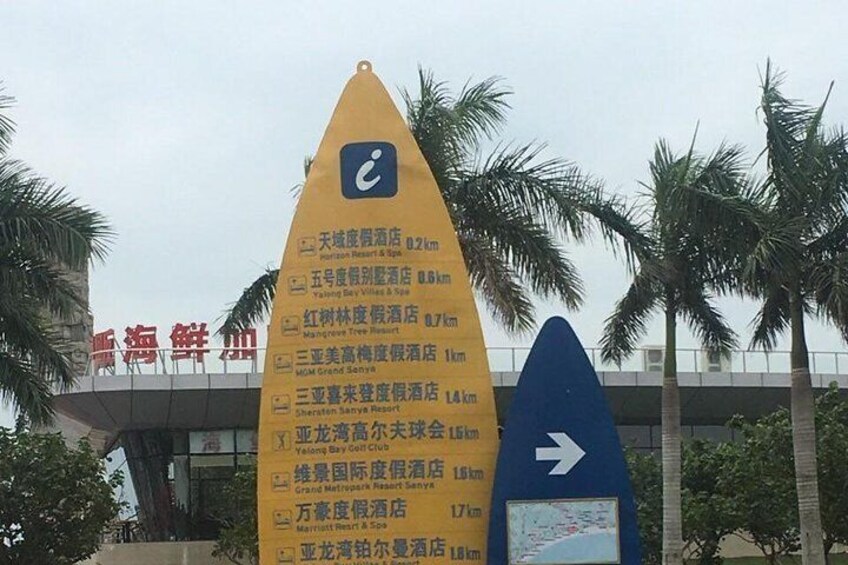 i
天域度假酒店 0.2km
Horizon Resort & Spa
五号度假别墅酒店 0.6km
Yalong Bay Villas & Spa
红树林度假酒店 0.7km
Mangrove Tree Resort
三亚美高梅度假酒店 1km
MGM Grand Sanya
三亚喜来登度假酒店 1.4km
Sheraton Sanya Resort
亚龙湾高尔夫球会 1.5km
Yalong Bay Golf Club
维景国际度假酒店 1.6km
Grand Metropark Resort Sanya
万豪度假酒店 1.7km
Marriott Resrt & Spa
亚龙湾铂尔曼酒店 1.8km
Bay Villas & Resort
海鲜加